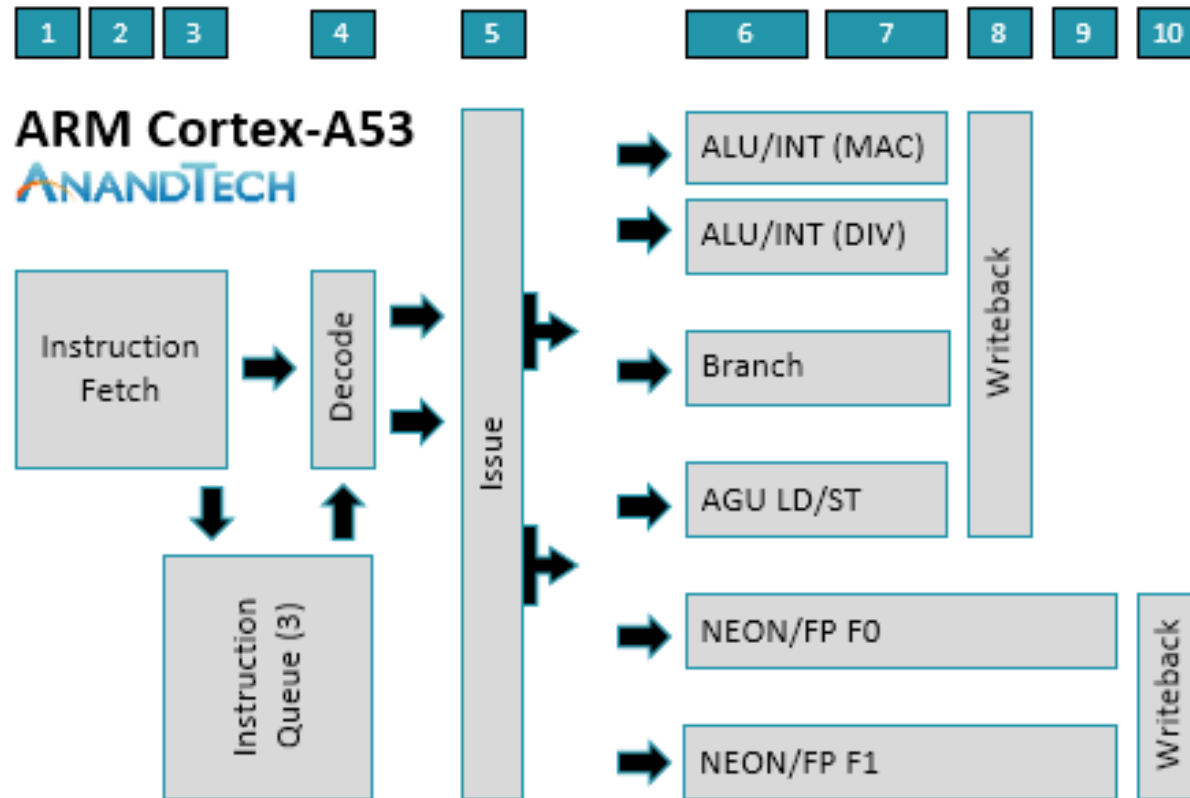 1 2 3 4 5 6 7 8 9 10
ARM Cortex-A53
ANANDTECH
Instruction
Fetch
Decode
Instruction
Queue (3)
Issue
ALU/INT (MAC)
ALU/INT (DIV)
Branch
AGU LD/ST
Writeback
NEON/FP F0
NEON/FP F1
Writeback